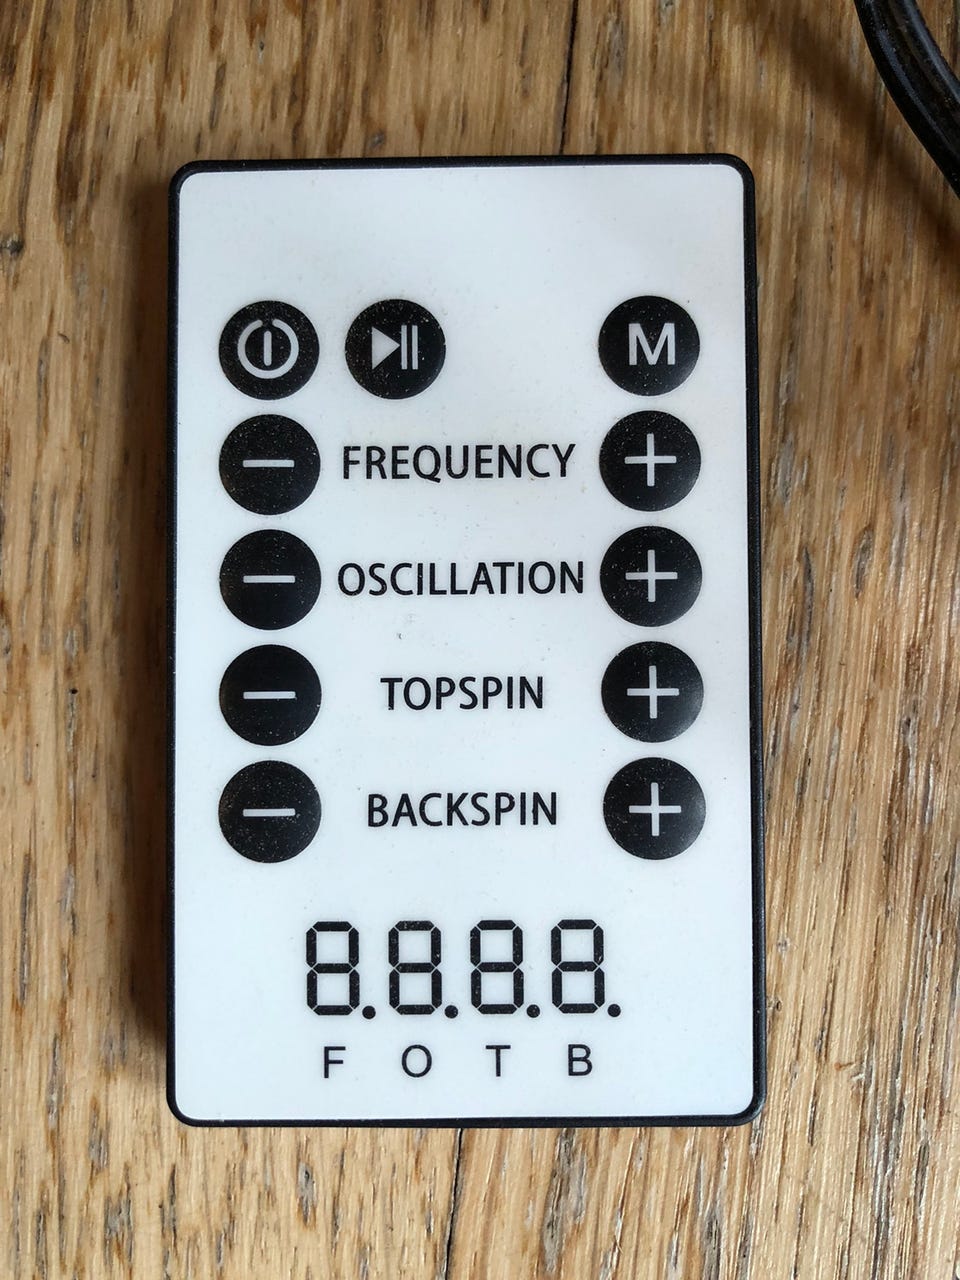 M
− FREQUENCY +
− OSCILLATION +
− TOPSPIN +
− BACKSPIN +
8.8.8.8.
F O T B